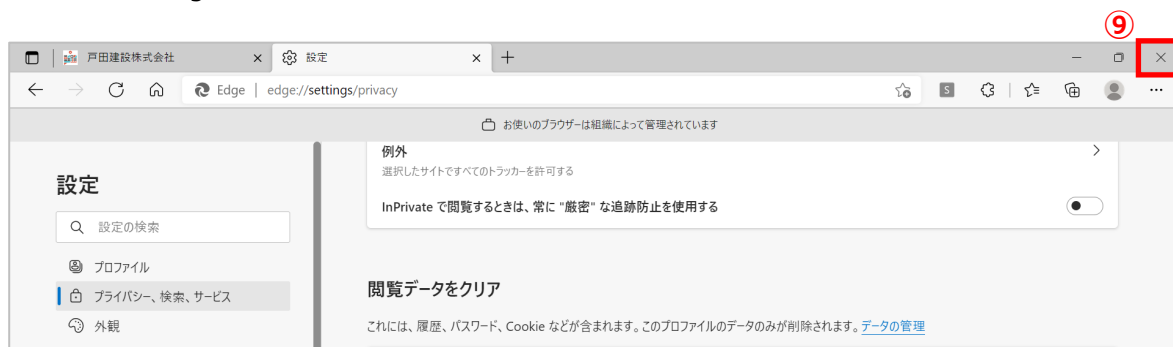 ⑨
戸田建設株式会社
設定
Edge | edge://settings/privacy
S
お使いのブラウザーは組織によって管理されています
例外
選択したサイトですべてのトラッカーを許可する
InPrivate で閲覧するときは、常に "厳密" な追跡防止を使用する
設定
設定の検索
プロファイル
プライバシー、検索、サービス
外観
閲覧データをクリア
これには、履歴、パスワード、Cookie などが含まれます。このプロファイルのデータのみが削除されます。データの管理